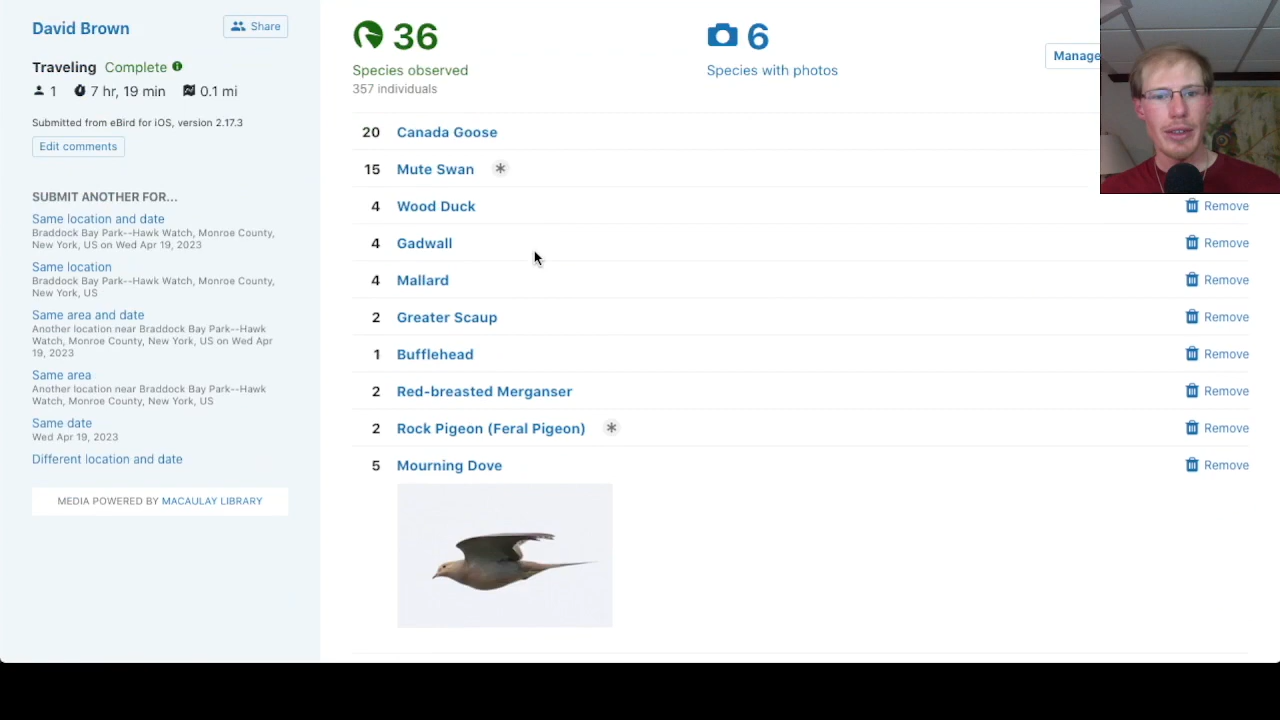 David Brown
Share
Traveling Complete
1 7 hr, 19 min 0.1 mi
Submitted from eBird for iOS, version 2.17.3
Edit comments
SUBMIT ANOTHER FOR...
Same location and date
Braddock Bay Park--Hawk Watch, Monroe County,
New York, US on Wed Apr 19, 2023
Same location
Braddock Bay Park--Hawk Watch, Monroe County,
New York, US
Same area and date
Another location near Braddock Bay Park--Hawk
Watch, Monroe County, New York, US on Wed Apr
19, 2023
Same area
Another location near Braddock Bay Park--Hawk
Watch, Monroe County, New York, US
Same date
Wed Apr 19, 2023
Different location and date
MEDIA POWERED BY MACAULAY LIBRARY
36
Species observed
357 individuals
6
Species with photos
Manage
20 Canada Goose
15 Mute Swan *
4 Wood Duck Remove
4 Gadwall Remove
4 Mallard Remove
2 Greater Scaup Remove
1 Bufflehead Remove
2 Red-breasted Merganser Remove
2 Rock Pigeon (Feral Pigeon) * Remove
5 Mourning Dove Remove